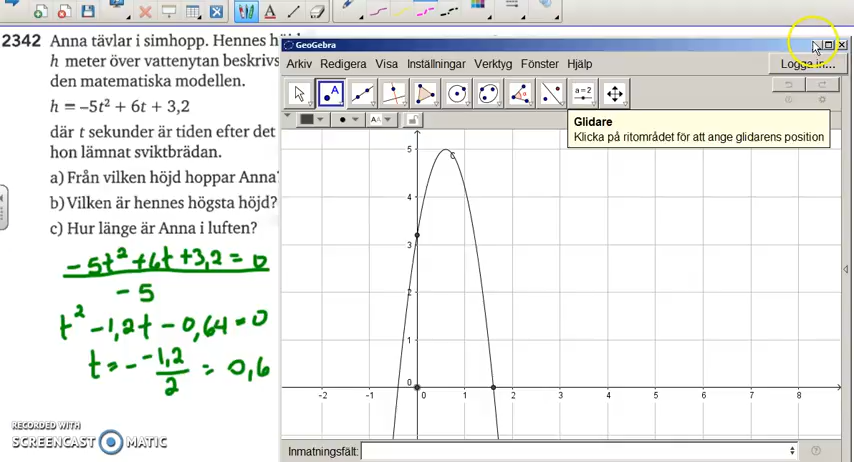 2342 Anna tävlar i simhopp. Hennes
h meter över vattenytan beskrivs
den matematiska modellen.
h = –5t² + 6t + 3,2
där t sekunder är tiden efter det
hon lämnat sviktbrädan.
a) Från vilken höjd hoppar Anna?
b) Vilken är hennes högsta höjd?
c) Hur länge är Anna i luften?
-5t² + 6t + 3,2 = 0
-5
t² - 1,2t - 0,64 = 0
t = - -1,2/2 = 0,6
RECORDED WITH
SCREENCAST MATIC
GeoGebra
Arkiv Redigera Visa Inställningar Verktyg Fönster Hjälp
Logga in...
A
a = 2
Glidare
Klicka på ritområdet för att ange glidarens position
AA
C
5
4
3
2
1
0
-2 -1 0 1 2 3 4 5 6 7 8
Inmatningsfält: